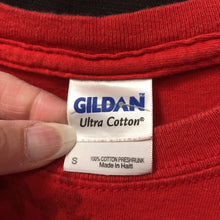 GILDAN
Ultra Cotton®
S
100% COTTON PRESHRUNK
Made in Haiti